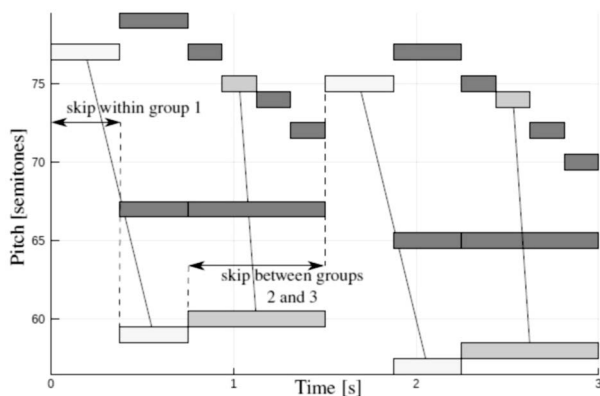 75
skip within group 1
70
Pitch [semitones]
65
skip between groups
2 and 3
60
0
1
2
3
Time [s]